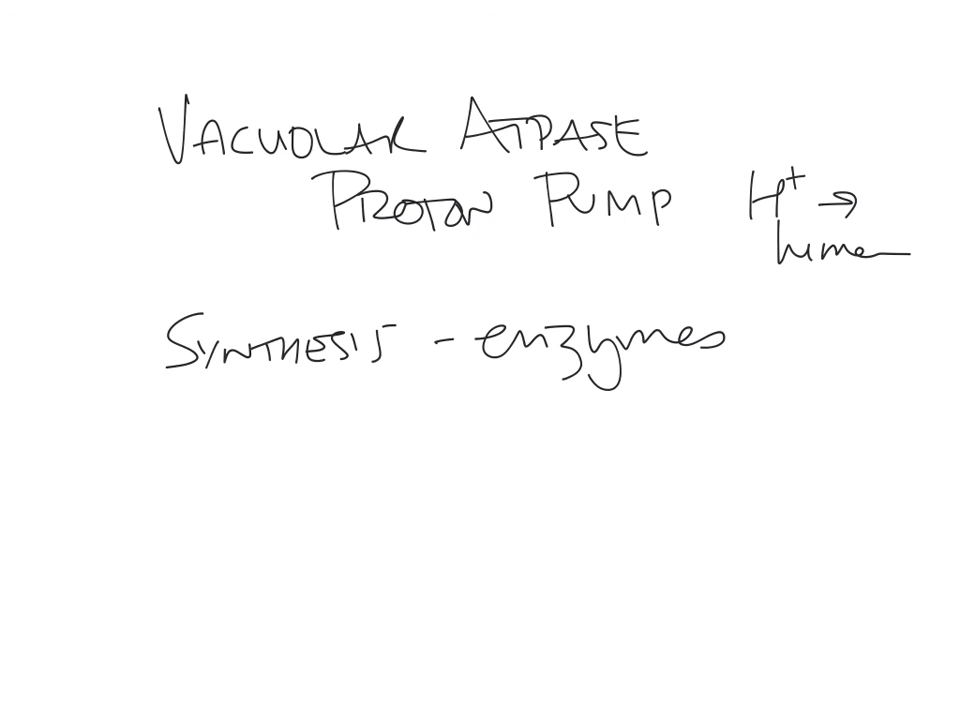 VACUOLAR ATPASE
PROTON PUMP H⁺ →
lumen
SYNTHESIS - enzymes